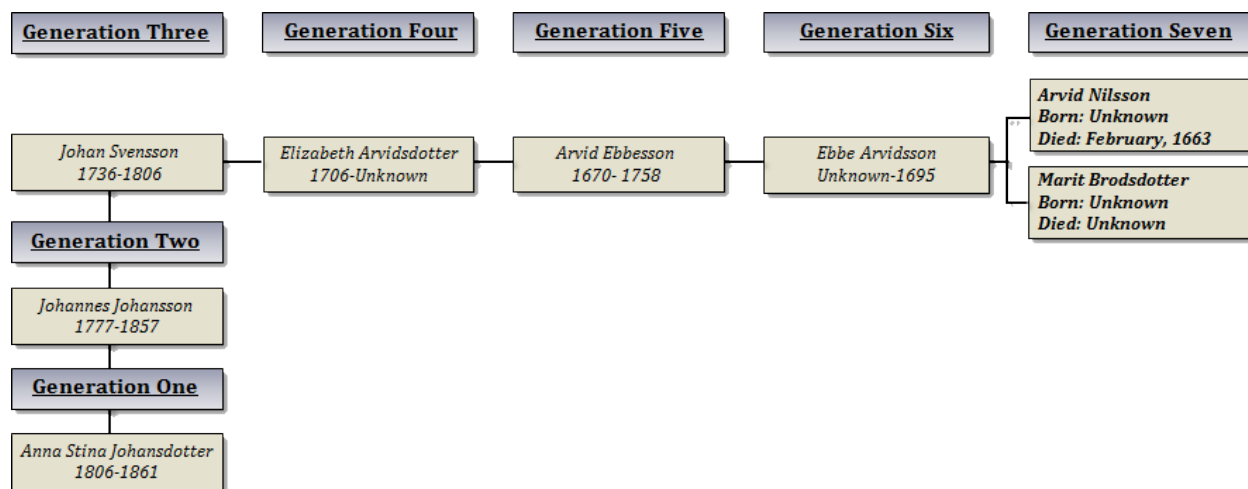 Generation Three
Generation Four
Generation Five
Generation Six
Generation Seven
Johan Svensson
1736-1806
Elizabeth Arvidsdotter
1706-Unknown
Arvid Ebbesson
1670- 1758
Ebbe Arvidsson
Unknown-1695
Arvid Nilsson
Born: Unknown
Died: February, 1663
Marit Brodsdotter
Born: Unknown
Died: Unknown
Generation Two
Johannes Johansson
1777-1857
Generation One
Anna Stina Johansdotter
1806-1861